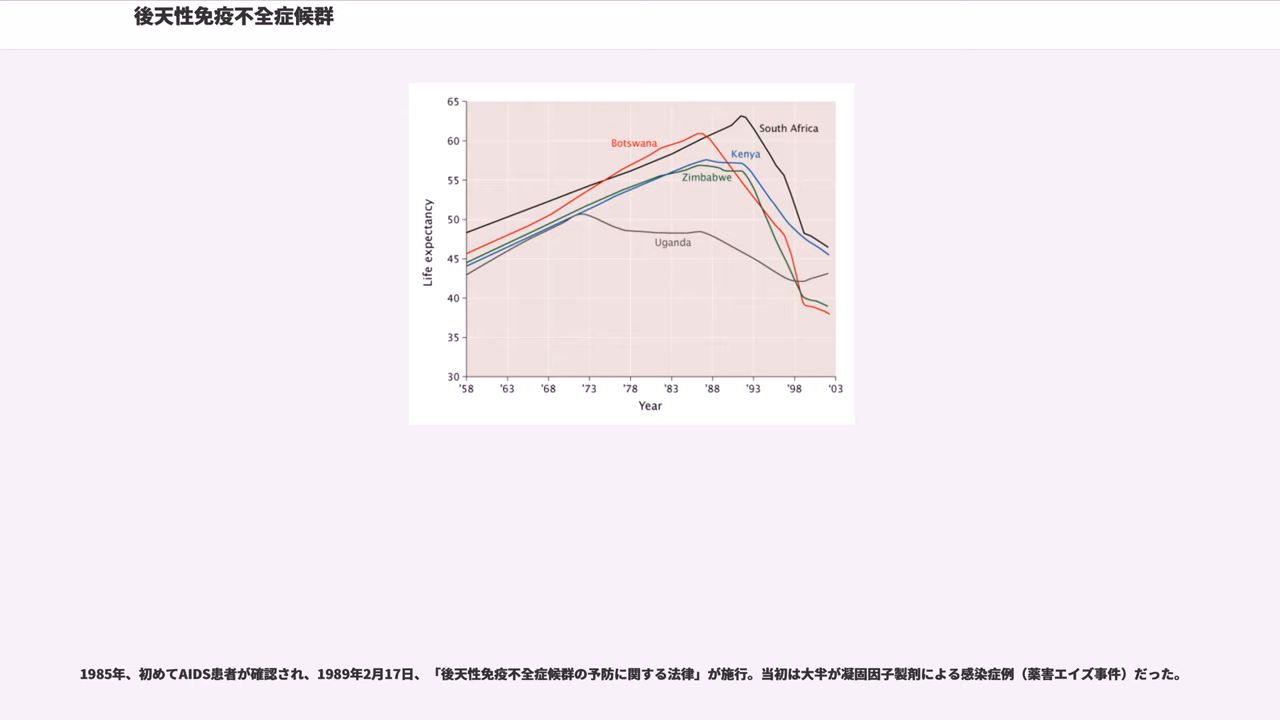 後天性免疫不全症候群
65
60
55
50
45
40
35
30
Life expectancy
Botswana
South Africa
Kenya
Zimbabwe
Uganda
'58 '63 '68 '73 '78 '83 '88 '93 '98 '03
Year
1985年、初めてAIDS患者が確認され、1989年2月17日、「後天性免疫不全症候群の予防に関する法律」が施行。当初は大半が凝固因子製剤による感染症例（薬害エイズ事件）だった。